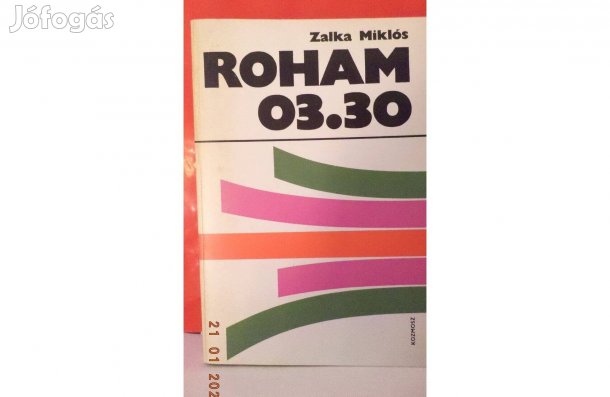 Jófogás
Zalka Miklós
ROHAM
03.30
KOZMOSZ
21 01 202